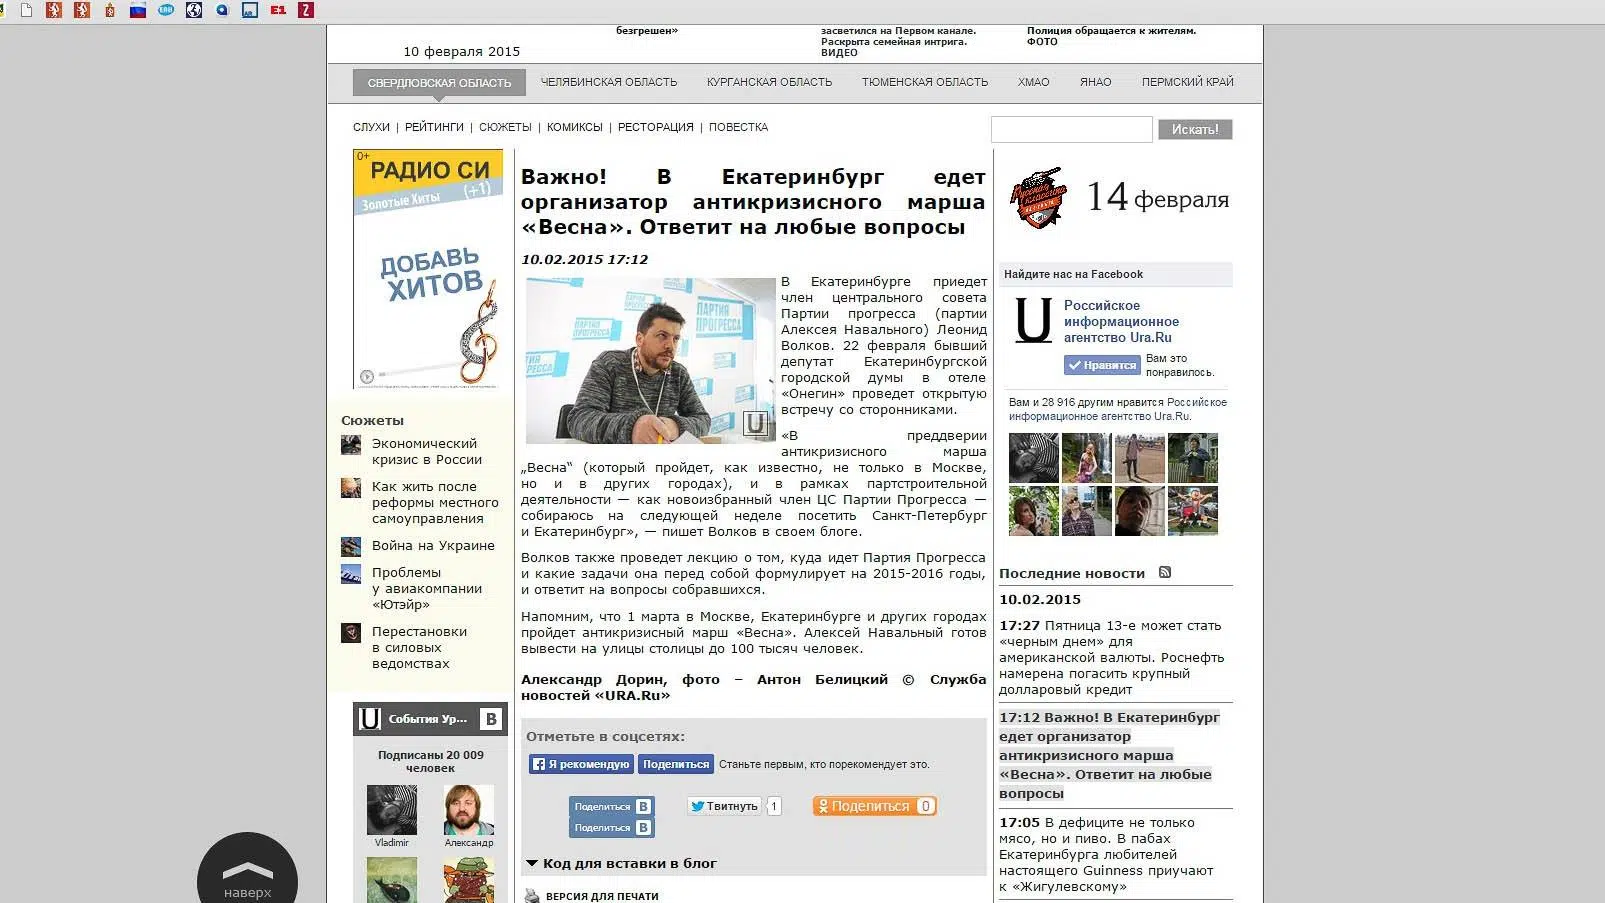 безгрешен»
засветился на Первом канале.
Раскрыта семейная интрига.
ВИДЕО
Полиция обращается к жителям.
ФОТО
10 февраля 2015
СВЕРДЛОВСКАЯ ОБЛАСТЬ ЧЕЛЯБИНСКАЯ ОБЛАСТЬ КУРГАНСКАЯ ОБЛАСТЬ ТЮМЕНСКАЯ ОБЛАСТЬ ХМАО ЯНАО ПЕРМСКИЙ КРАЙ
СЛУХИ | РЕЙТИНГИ | СЮЖЕТЫ | КОМИКСЫ | РЕСТОРАЦИЯ | ПОВЕСТКА
Искать!
0+
РАДИО СИ
Золотые Хиты (+1)
ДОБАВЬ
ХИТОВ
Сюжеты
Экономический
кризис в России
Как жить после
реформы местного
самоуправления
Война на Украине
Проблемы
у авиакомпании
«Ютэйр»
Перестановки
в силовых
ведомствах
U События Ур... B
Подписаны 20 009
человек
Vladimir
Александр
наверх
Важно! В Екатеринбург едет
организатор антикризисного марша
«Весна». Ответит на любые вопросы
10.02.2015 17:12
ПАРТИЯ
ПРОГРЕССА
U
В Екатеринбурге приедет
член центрального совета
Партии прогресса (партии
Алексея Навального) Леонид
Волков. 22 февраля бывший
депутат Екатеринбургской
городской думы в отеле
«Онегин» проведет открытую
встречу со сторонниками.
«В преддверии
антикризисного марша
„Весна“ (который пройдет, как известно, не только в Москве,
но и в других городах), и в рамках партстроительной
деятельности — как новоизбранный член ЦС Партии Прогресса —
собираюсь на следующей неделе посетить Санкт-Петербург
и Екатеринбург», — пишет Волков в своем блоге.
Волков также проведет лекцию о том, куда идет Партия Прогресса
и какие задачи она перед собой формулирует на 2015-2016 годы,
и ответит на вопросы собравшихся.
Напомним, что 1 марта в Москве, Екатеринбурге и других городах
пройдет антикризисный марш «Весна». Алексей Навальный готов
вывести на улицы столицы до 100 тысяч человек.
Александр Дорин, фото – Антон Белицкий © Служба
новостей «URA.Ru»
Отметьте в соцсетях:
Я рекомендую Поделиться Станьте первым, кто порекомендует это.
Поделиться B
Поделиться B
Твитнуть 1
Поделиться 0
Код для вставки в блог
ВЕРСИЯ ДЛЯ ПЕЧАТИ
14 февраля
Найдите нас на Facebook
U
Российское
информационное
агентство Ura.Ru
Нравится
Вам это
понравилось.
Вам и 28 916 другим нравится Российское
информационное агентство Ura.Ru.
Последние новости
10.02.2015
17:27 Пятница 13-е может стать
«черным днем» для
американской валюты. Роснефть
намерена погасить крупный
долларовый кредит
17:12 Важно! В Екатеринбург
едет организатор
антикризисного марша
«Весна». Ответит на любые
вопросы
17:05 В дефиците не только
мясо, но и пиво. В пабах
Екатеринбурга любителей
настоящего Guinness приучают
к «Жигулевскому»